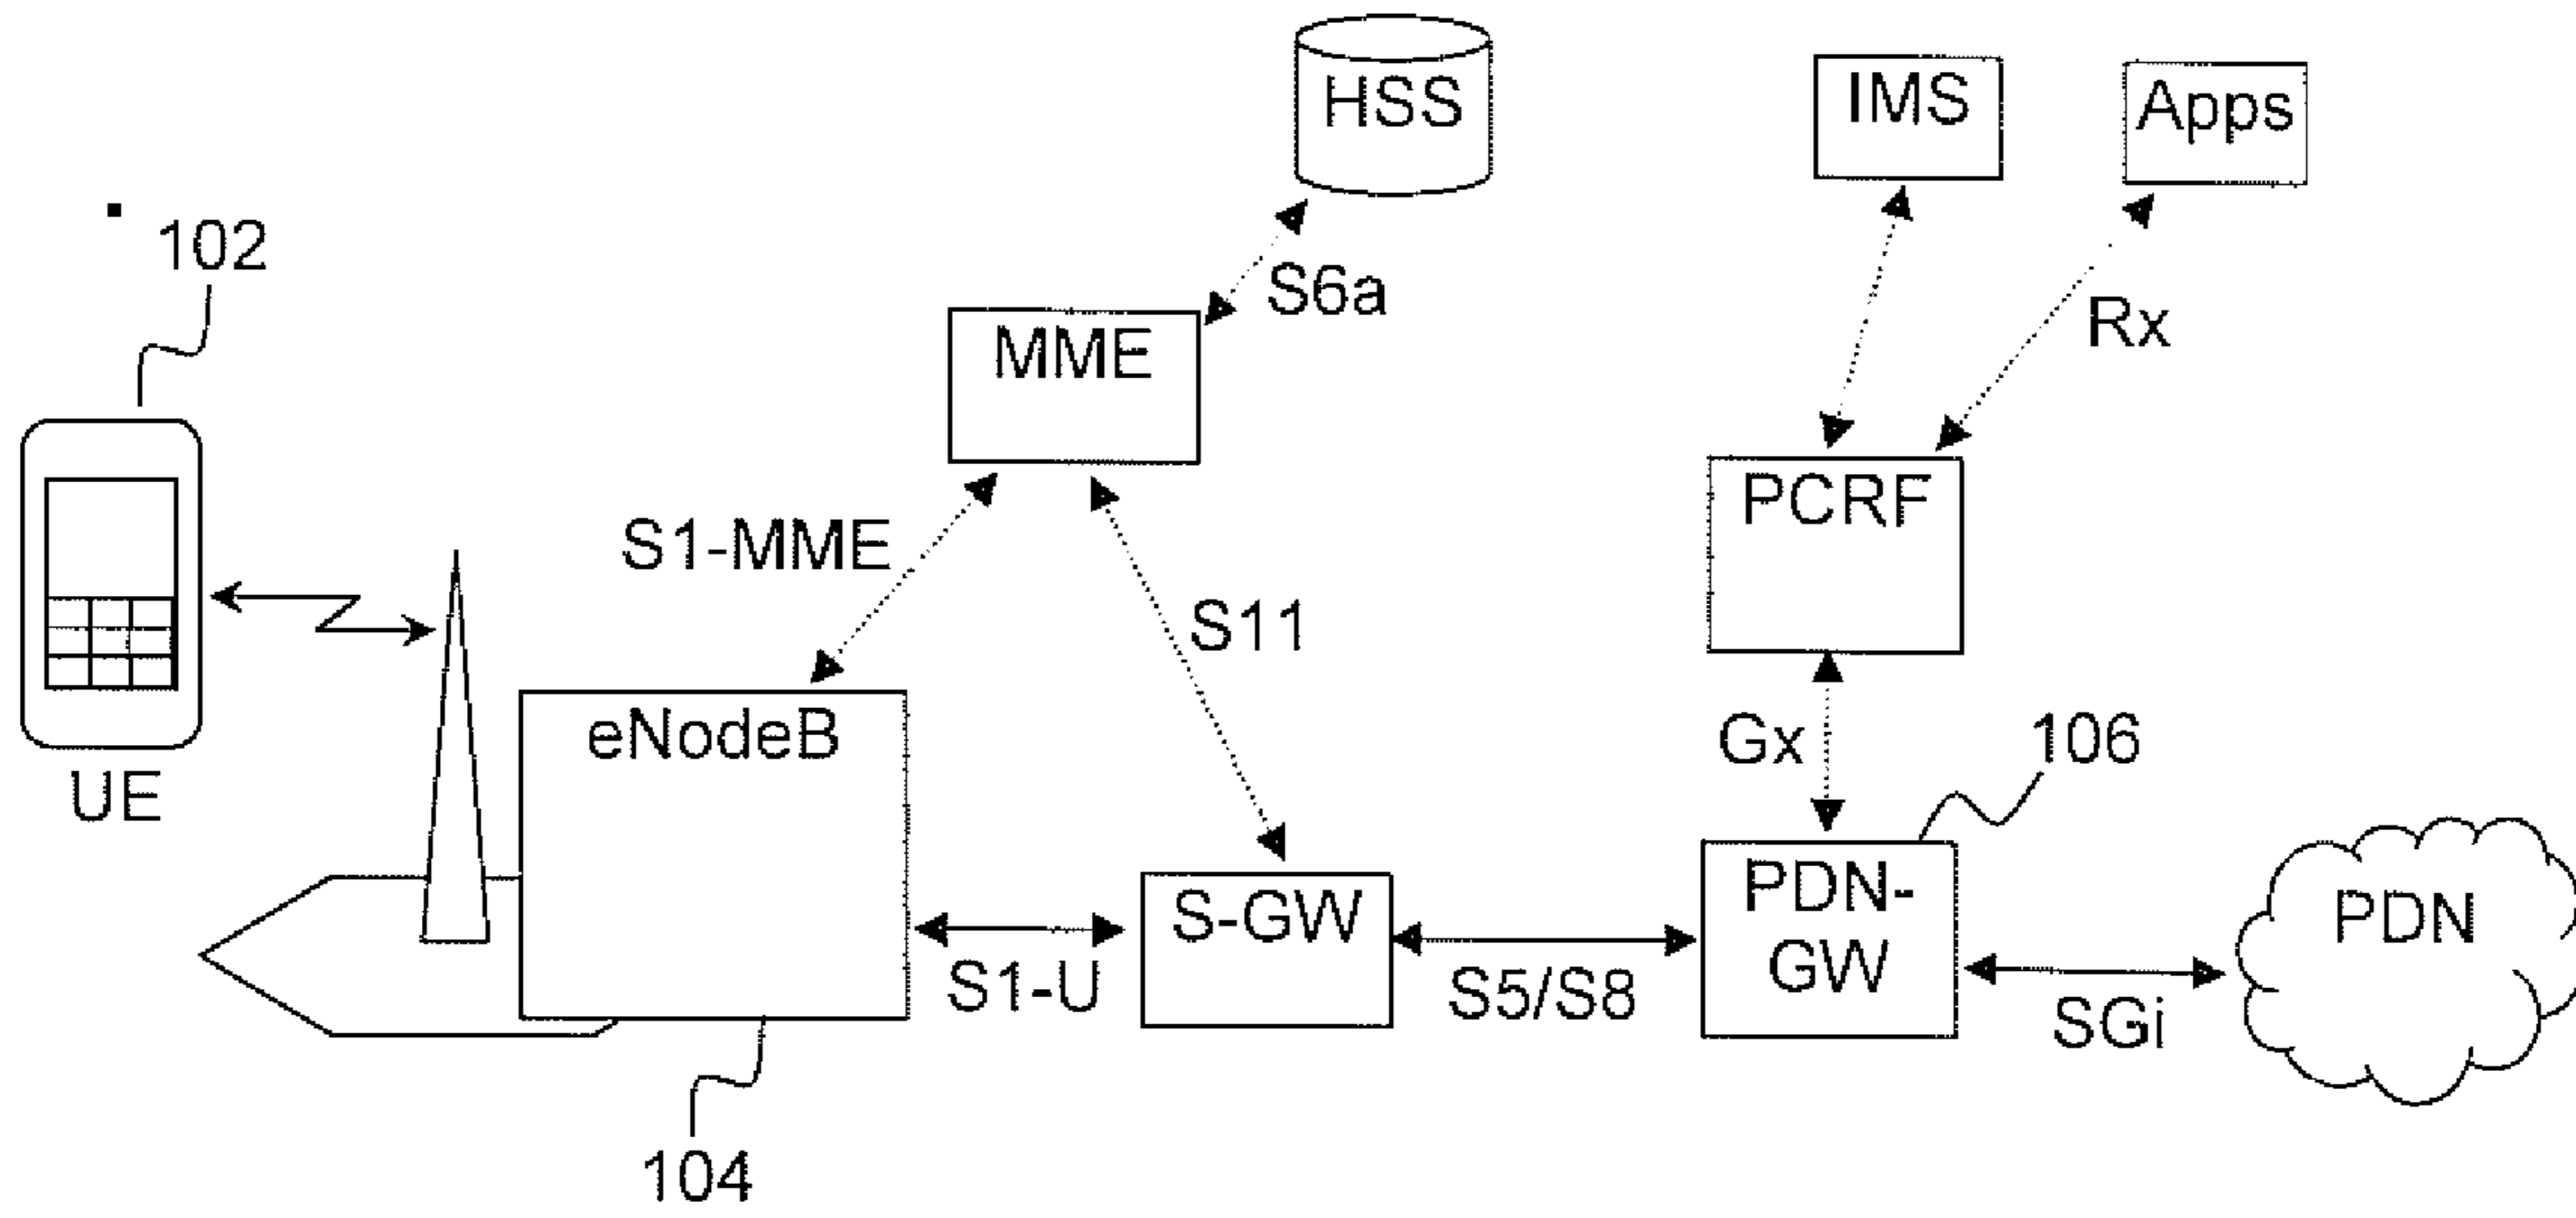 HSS
IMS
Apps
102
S6a
Rx
MME
PCRF
S1-MME
S11
eNodeB
Gx
106
UE
PDN-
GW
S-GW
PDN
S1-U
S5/S8
SGi
104